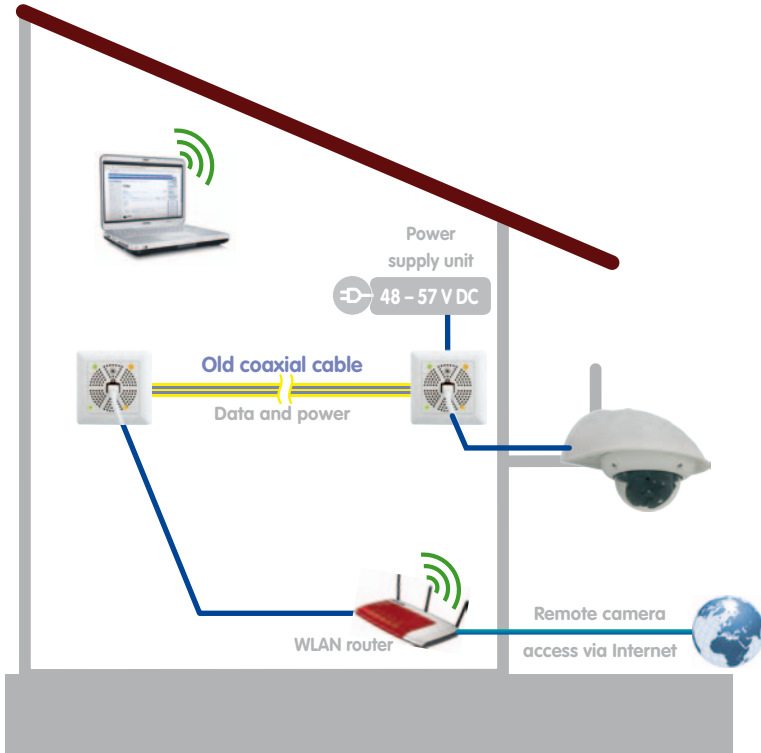 Power
supply unit
48 – 57 V DC
Old coaxial cable
Data and power
WLAN router
Remote camera
access via Internet